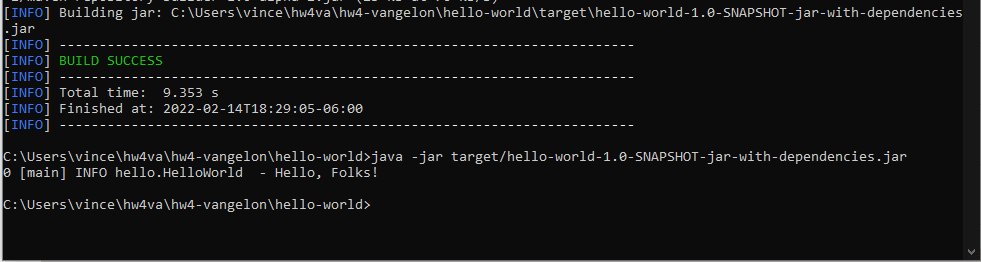 [INFO] Building jar: C:\Users\vince\hw4va\hw4-vangelon\hello-world\target\hello-world-1.0-SNAPSHOT-jar-with-dependencies
.jar
[INFO] ------------------------------------------------------------------------
[INFO] BUILD SUCCESS
[INFO] ------------------------------------------------------------------------
[INFO] Total time:  9.353 s
[INFO] Finished at: 2022-02-14T18:29:05-06:00
[INFO] ------------------------------------------------------------------------
C:\Users\vince\hw4va\hw4-vangelon\hello-world>java -jar target/hello-world-1.0-SNAPSHOT-jar-with-dependencies.jar
0 [main] INFO hello.HelloWorld  - Hello, Folks!
C:\Users\vince\hw4va\hw4-vangelon\hello-world>